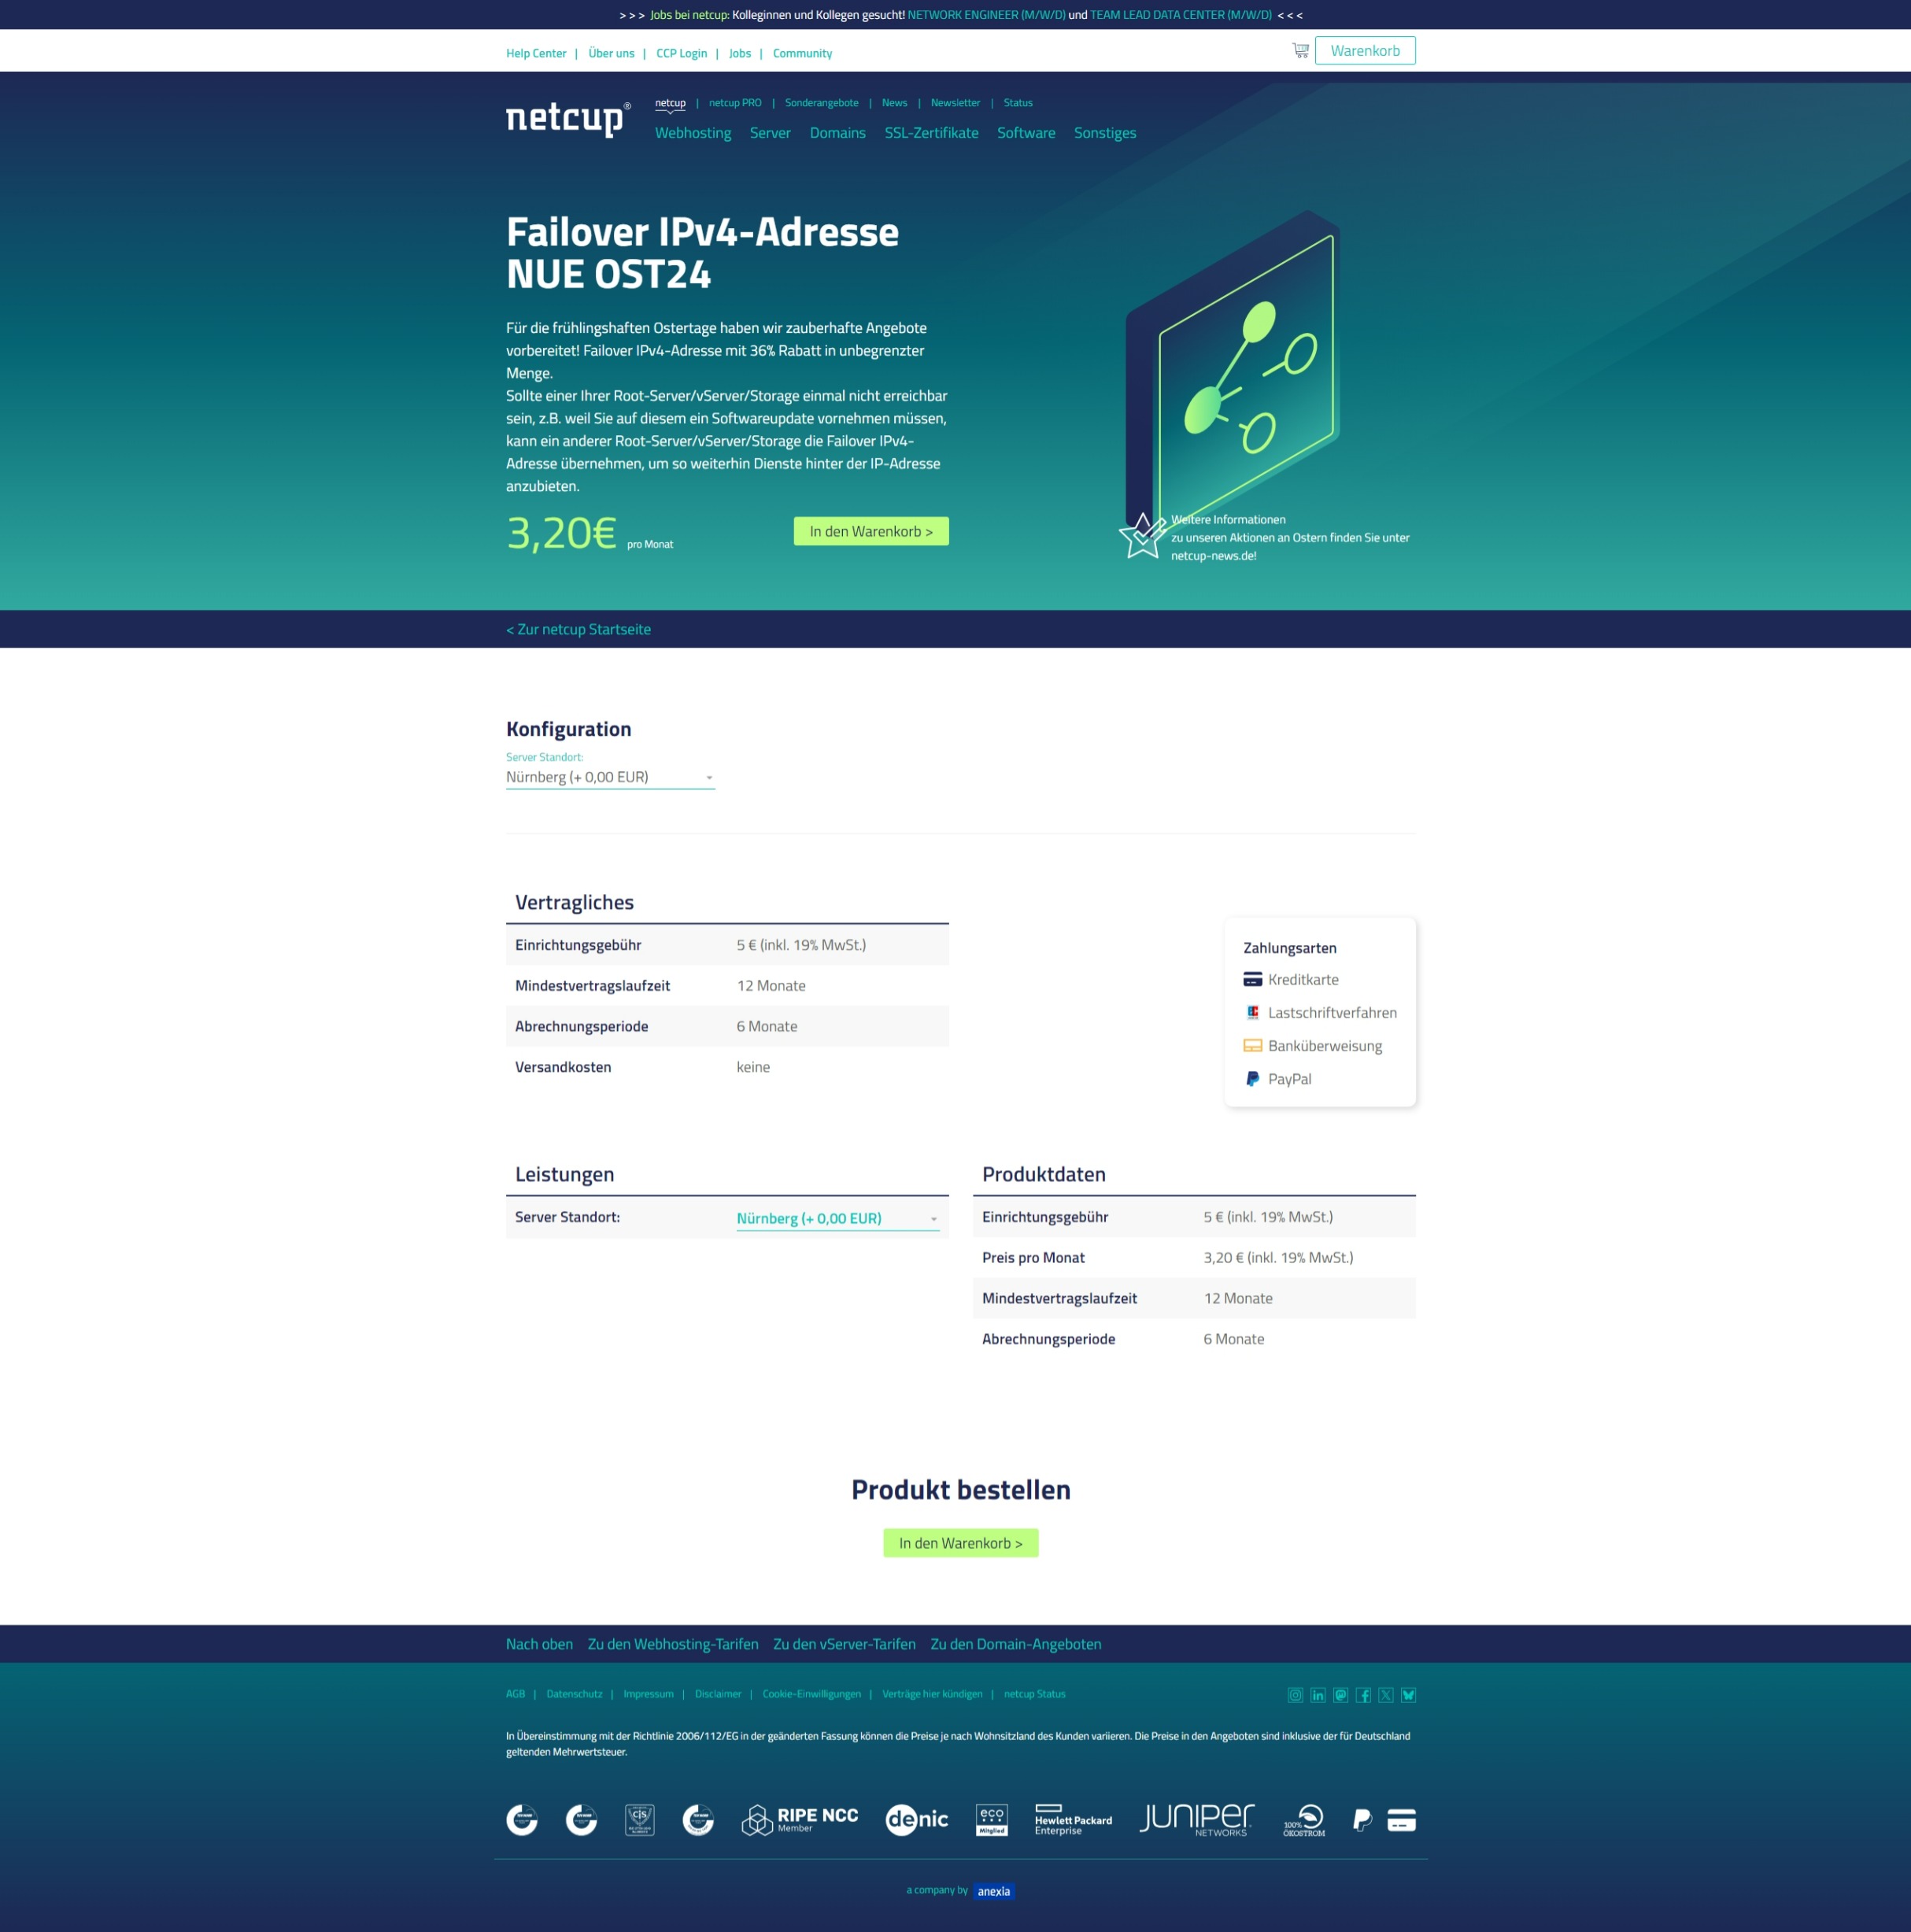 > > > Jobs bei netcup: Kolleginnen und Kollegen gesucht! NETWORK ENGINEER (M/W/D) und TEAM LEAD DATA CENTER (M/W/D) < < <
Help Center | Über uns | CCP Login | Jobs | Community
Warenkorb
netcup®
netcup | netcup PRO | Sonderangebote | News | Newsletter | Status
Webhosting Server Domains SSL-Zertifikate Software Sonstiges
Failover IPv4-Adresse
NUE OST24
Für die frühlingshaften Ostertage haben wir zauberhafte Angebote
vorbereitet! Failover IPv4-Adresse mit 36% Rabatt in unbegrenzter
Menge.
Sollte einer Ihrer Root-Server/vServer/Storage einmal nicht erreichbar
sein, z.B. weil Sie auf diesem ein Softwareupdate vornehmen müssen,
kann ein anderer Root-Server/vServer/Storage die Failover IPv4-
Adresse übernehmen, um so weiterhin Dienste hinter der IP-Adresse
anzubieten.
3,20€ pro Monat
In den Warenkorb >
Weitere Informationen
zu unseren Aktionen an Ostern finden Sie unter
netcup-news.de!
< Zur netcup Startseite
Konfiguration
Server Standort:
Nürnberg (+ 0,00 EUR)
Vertragliches
Einrichtungsgebühr 5 € (inkl. 19% MwSt.)
Mindestvertragslaufzeit 12 Monate
Abrechnungsperiode 6 Monate
Versandkosten keine
Zahlungsarten
Kreditkarte
Lastschriftverfahren
Banküberweisung
PayPal
Leistungen
Server Standort: Nürnberg (+ 0,00 EUR)
Produktdaten
Einrichtungsgebühr 5 € (inkl. 19% MwSt.)
Preis pro Monat 3,20 € (inkl. 19% MwSt.)
Mindestvertragslaufzeit 12 Monate
Abrechnungsperiode 6 Monate
Produkt bestellen
In den Warenkorb >
Nach oben Zu den Webhosting-Tarifen Zu den vServer-Tarifen Zu den Domain-Angeboten
AGB | Datenschutz | Impressum | Disclaimer | Cookie-Einwilligungen | Verträge hier kündigen | netcup Status
In Übereinstimmung mit der Richtlinie 2006/112/EG in der geänderten Fassung können die Preise je nach Wohnsitzland des Kunden variieren. Die Preise in den Angeboten sind inklusive der für Deutschland
geltenden Mehrwertsteuer.
cis
RIPE NCC
Member
denic
eco
Mitglied
Hewlett Packard
Enterprise
JUNIPEr
NETWORKS
100%
ÖKOSTROM
a company by anexia